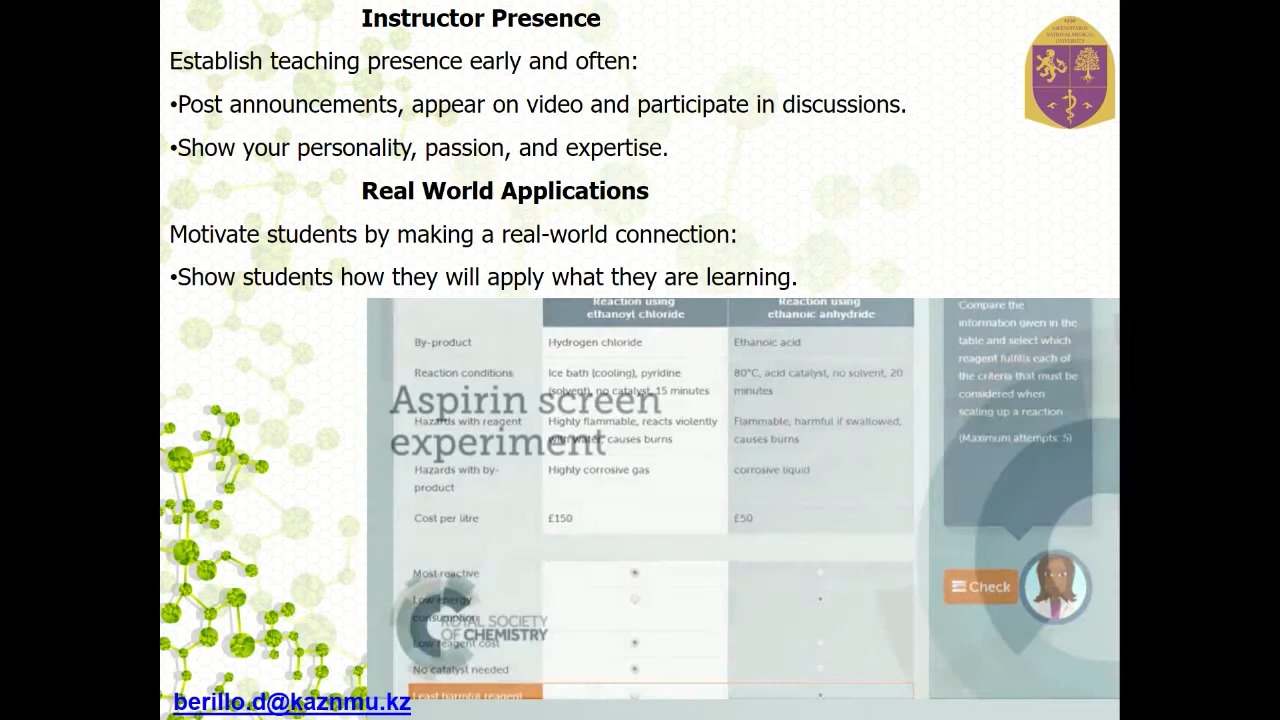 Instructor Presence
Establish teaching presence early and often:
•Post announcements, appear on video and participate in discussions.
•Show your personality, passion, and expertise.
Real World Applications
Motivate students by making a real-world connection:
•Show students how they will apply what they are learning.
1930
ASFENDIYAROV
NATIONAL MEDICAL
UNIVERSITY
Reaction using
ethanoyl chloride
Reaction using
ethanoic anhydride
By-product
Hydrogen chloride
Ethanoic acid
Reaction conditions
Ice bath (cooling), pyridine
(solvent), no catalyst, 15 minutes
80°C, acid catalyst, no solvent, 20
minutes
Aspirin screen
experiment
Hazards with reagent
Highly flammable, reacts violently
with water, causes burns
Flammable, harmful if swallowed,
causes burns
Hazards with by-
product
Highly corrosive gas
corrosive liquid
Cost per litre
£150
£50
Most reactive
Low energy
consumption
Low reagent cost
No catalyst needed
Least harmful reagent
ROYAL SOCIETY
OF CHEMISTRY
Compare the
information given in the
table and select which
reagent fulfills each of
the criteria that must be
considered when
scaling up a reaction
(Maximum attempts: 5)
Check
berillo.d@kaznmu.kz